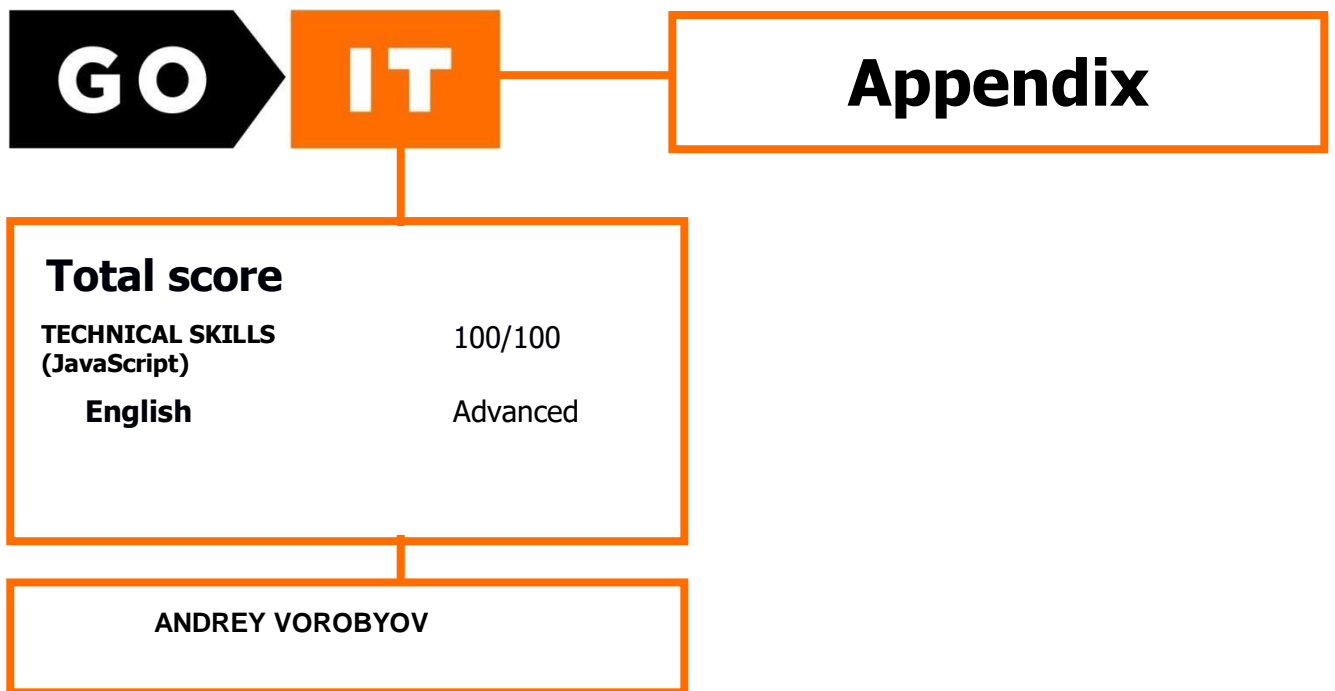 GO IT
Appendix
Total score
TECHNICAL SKILLS 100/100
(JavaScript)
English Advanced
ANDREY VOROBYOV